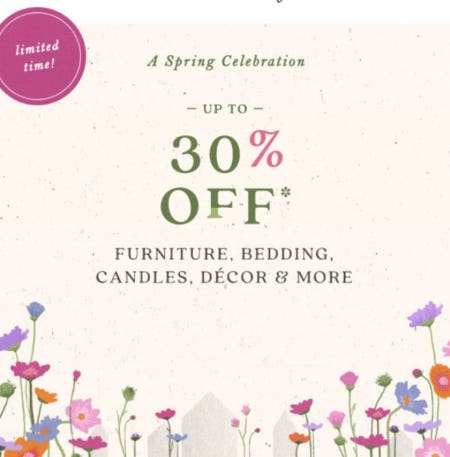 limited
time!
A Spring Celebration
— UP TO —
30%
OFF*
FURNITURE, BEDDING,
CANDLES, DÉCOR & MORE